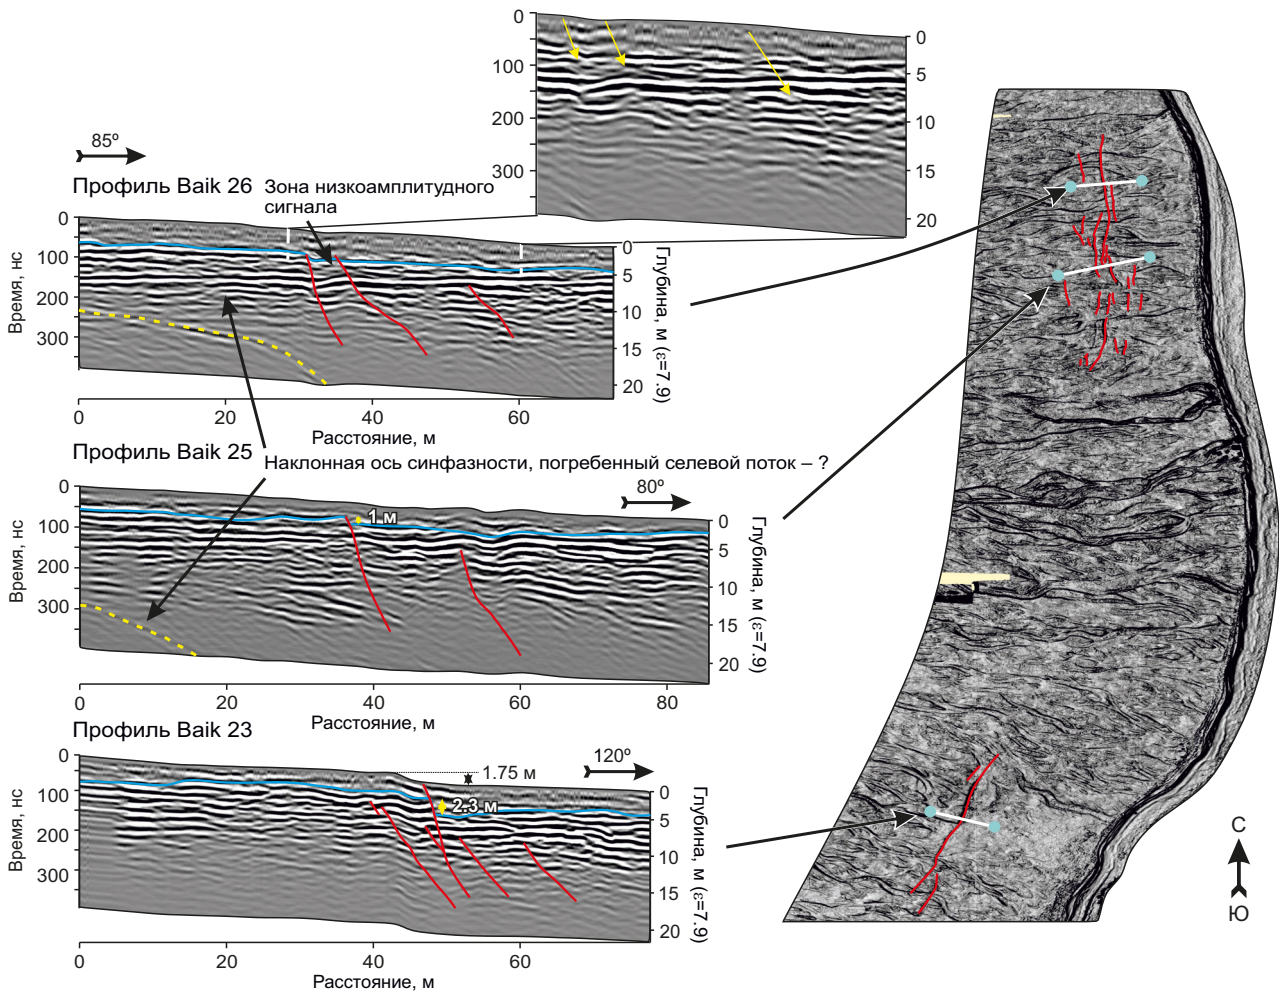 0
100
200
300
0
5
10
15
20
85º
Профиль Baik 26
Зона низкоамплитудного
сигнала
Время, нс
0
100
200
300
0
5
10
15
20
Глубина, м (ε=7.9)
0
20
40
60
Расстояние, м
Профиль Baik 25
Наклонная ось синфазности, погребенный селевой поток – ?
80º
1 м
Время, нс
0
100
200
300
0
5
10
15
20
Глубина, м (ε=7.9)
0
20
40
60
80
Расстояние, м
Профиль Baik 23
120º
1.75 м
2.3 м
Время, нс
0
100
200
300
0
5
10
15
20
Глубина, м (ε=7.9)
0
20
40
60
Расстояние, м
С
Ю